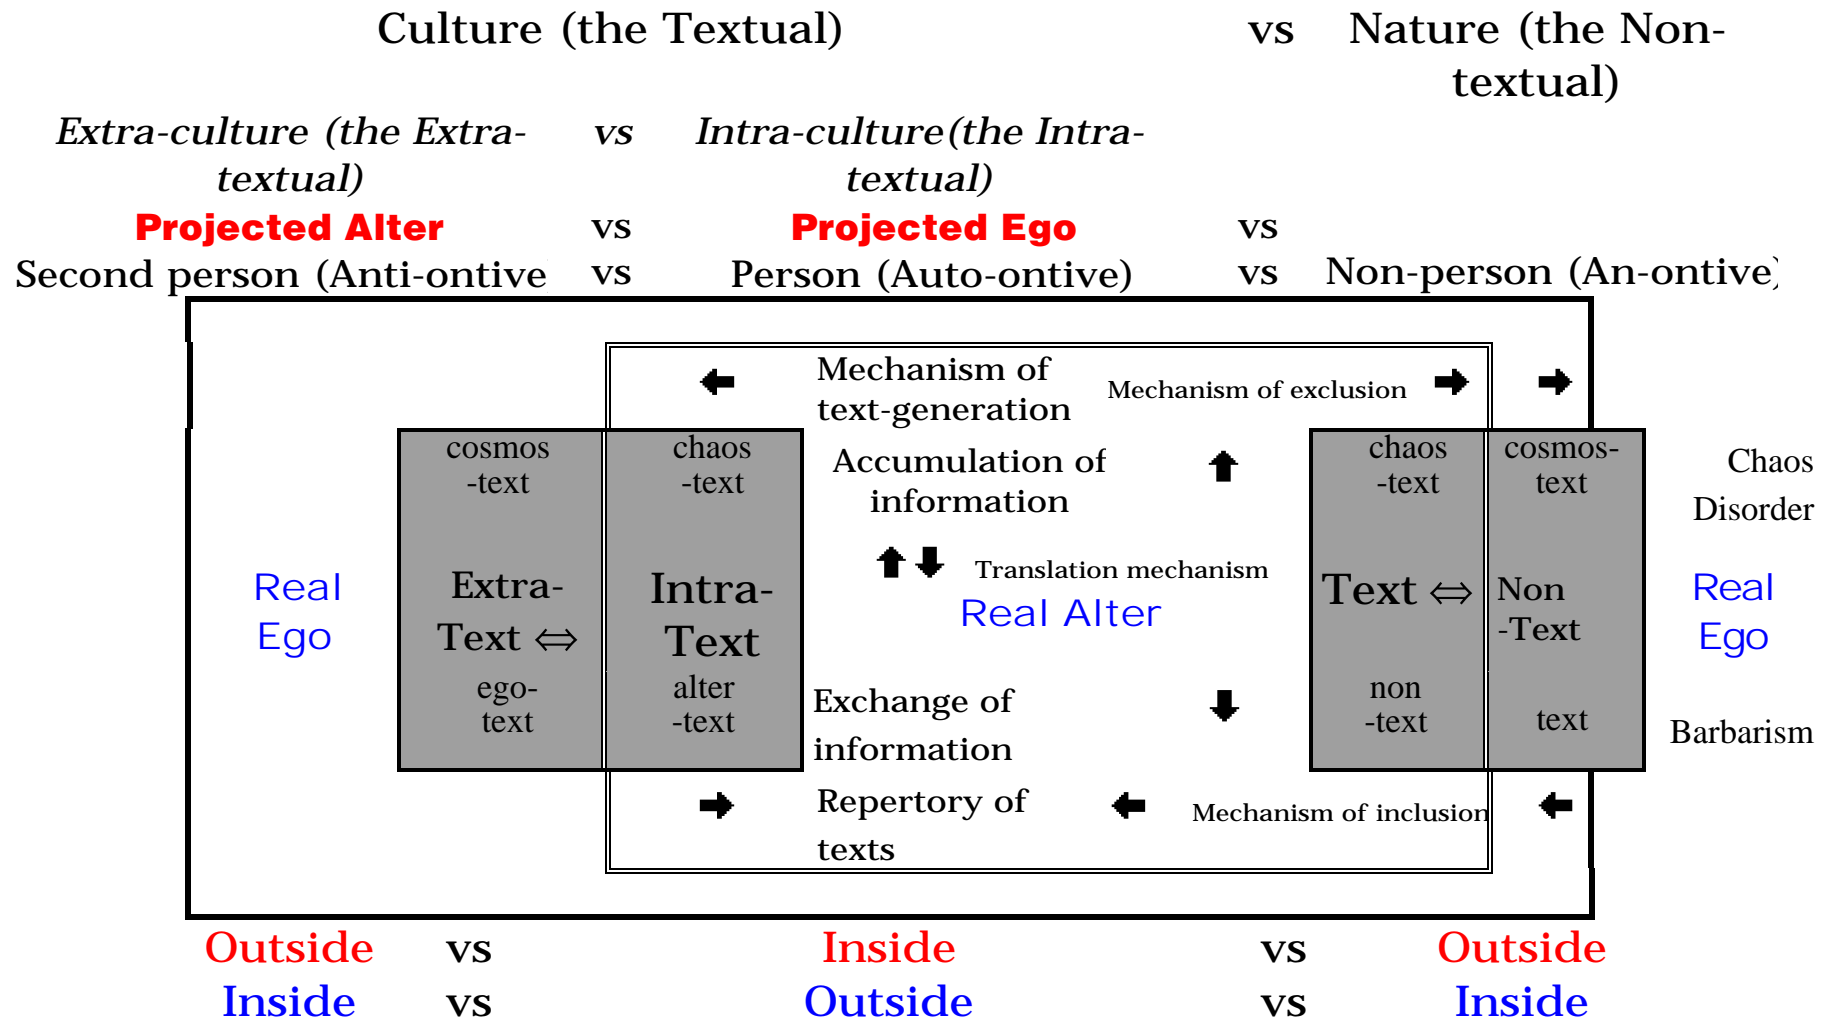 Culture (the Textual) vs Nature (the Non-
textual)
Extra-culture (the Extra- vs Intra-culture(the Intra-
textual) textual)
Projected Alter vs Projected Ego vs
Second person (Anti-ontive vs Person (Auto-ontive) vs Non-person (An-ontive)
Mechanism of
text-generation
Mechanism of exclusion
cosmos
-text
chaos
-text
Accumulation of
information
chaos
-text
cosmos-
text
Chaos
Disorder
Real
Ego
Extra-
Text ⇔
Intra-
Text
Translation mechanism
Real Alter
Text ⇔
Non
-Text
Real
Ego
ego-
text
alter
-text
Exchange of
information
non
-text
text
Barbarism
Repertory of
texts
Mechanism of inclusion
Outside vs Inside vs Outside
Inside vs Outside vs Inside